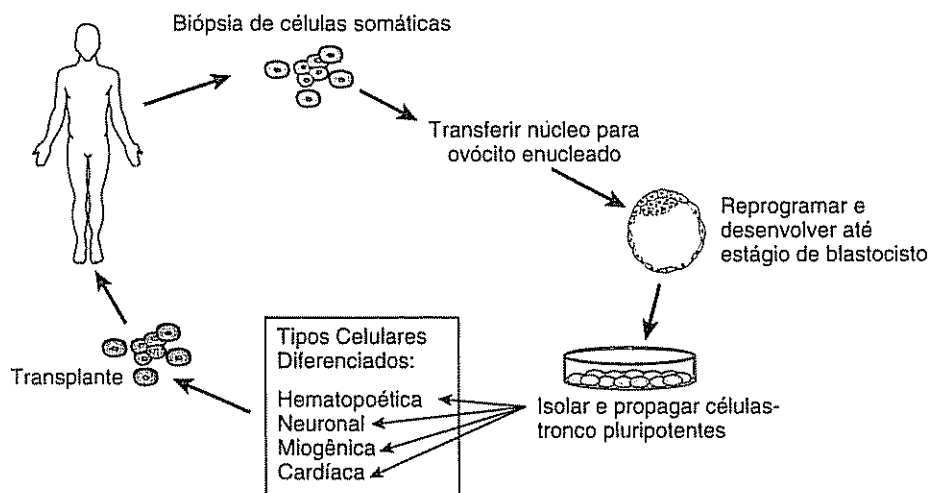 Biópsia de células somáticas
Transferir núcleo para
ovócito enucleado
Reprogramar e
desenvolver até
estágio de blastocisto
Isolar e propagar células-
tronco pluripotentes
Tipos Celulares
Diferenciados:
Hematopoética
Neuronal
Miogênica
Cardíaca
Transplante